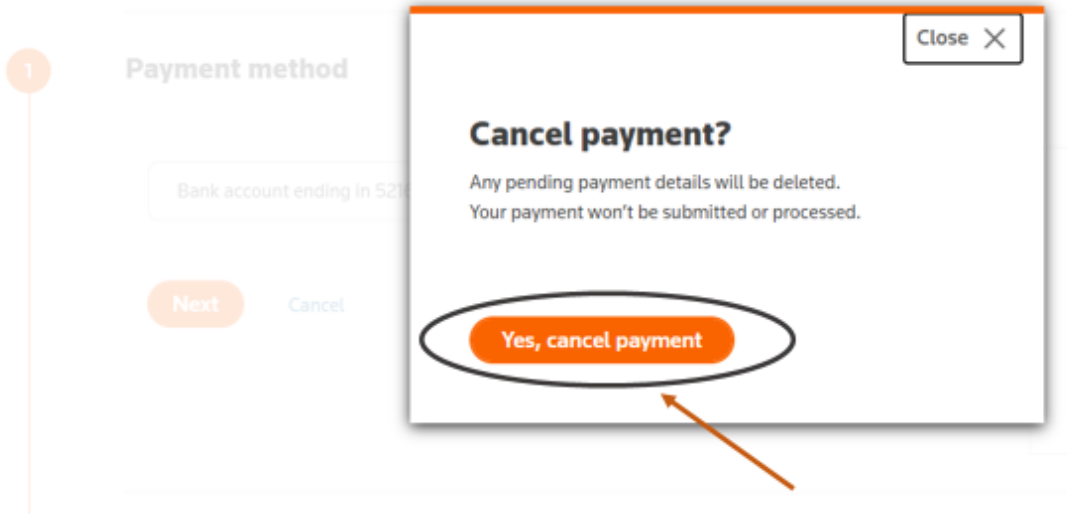 Close
1
Payment method
Cancel payment?
Any pending payment details will be deleted.
Your payment won't be submitted or processed.
Bank account ending in
Next
Cancel
Yes, cancel payment